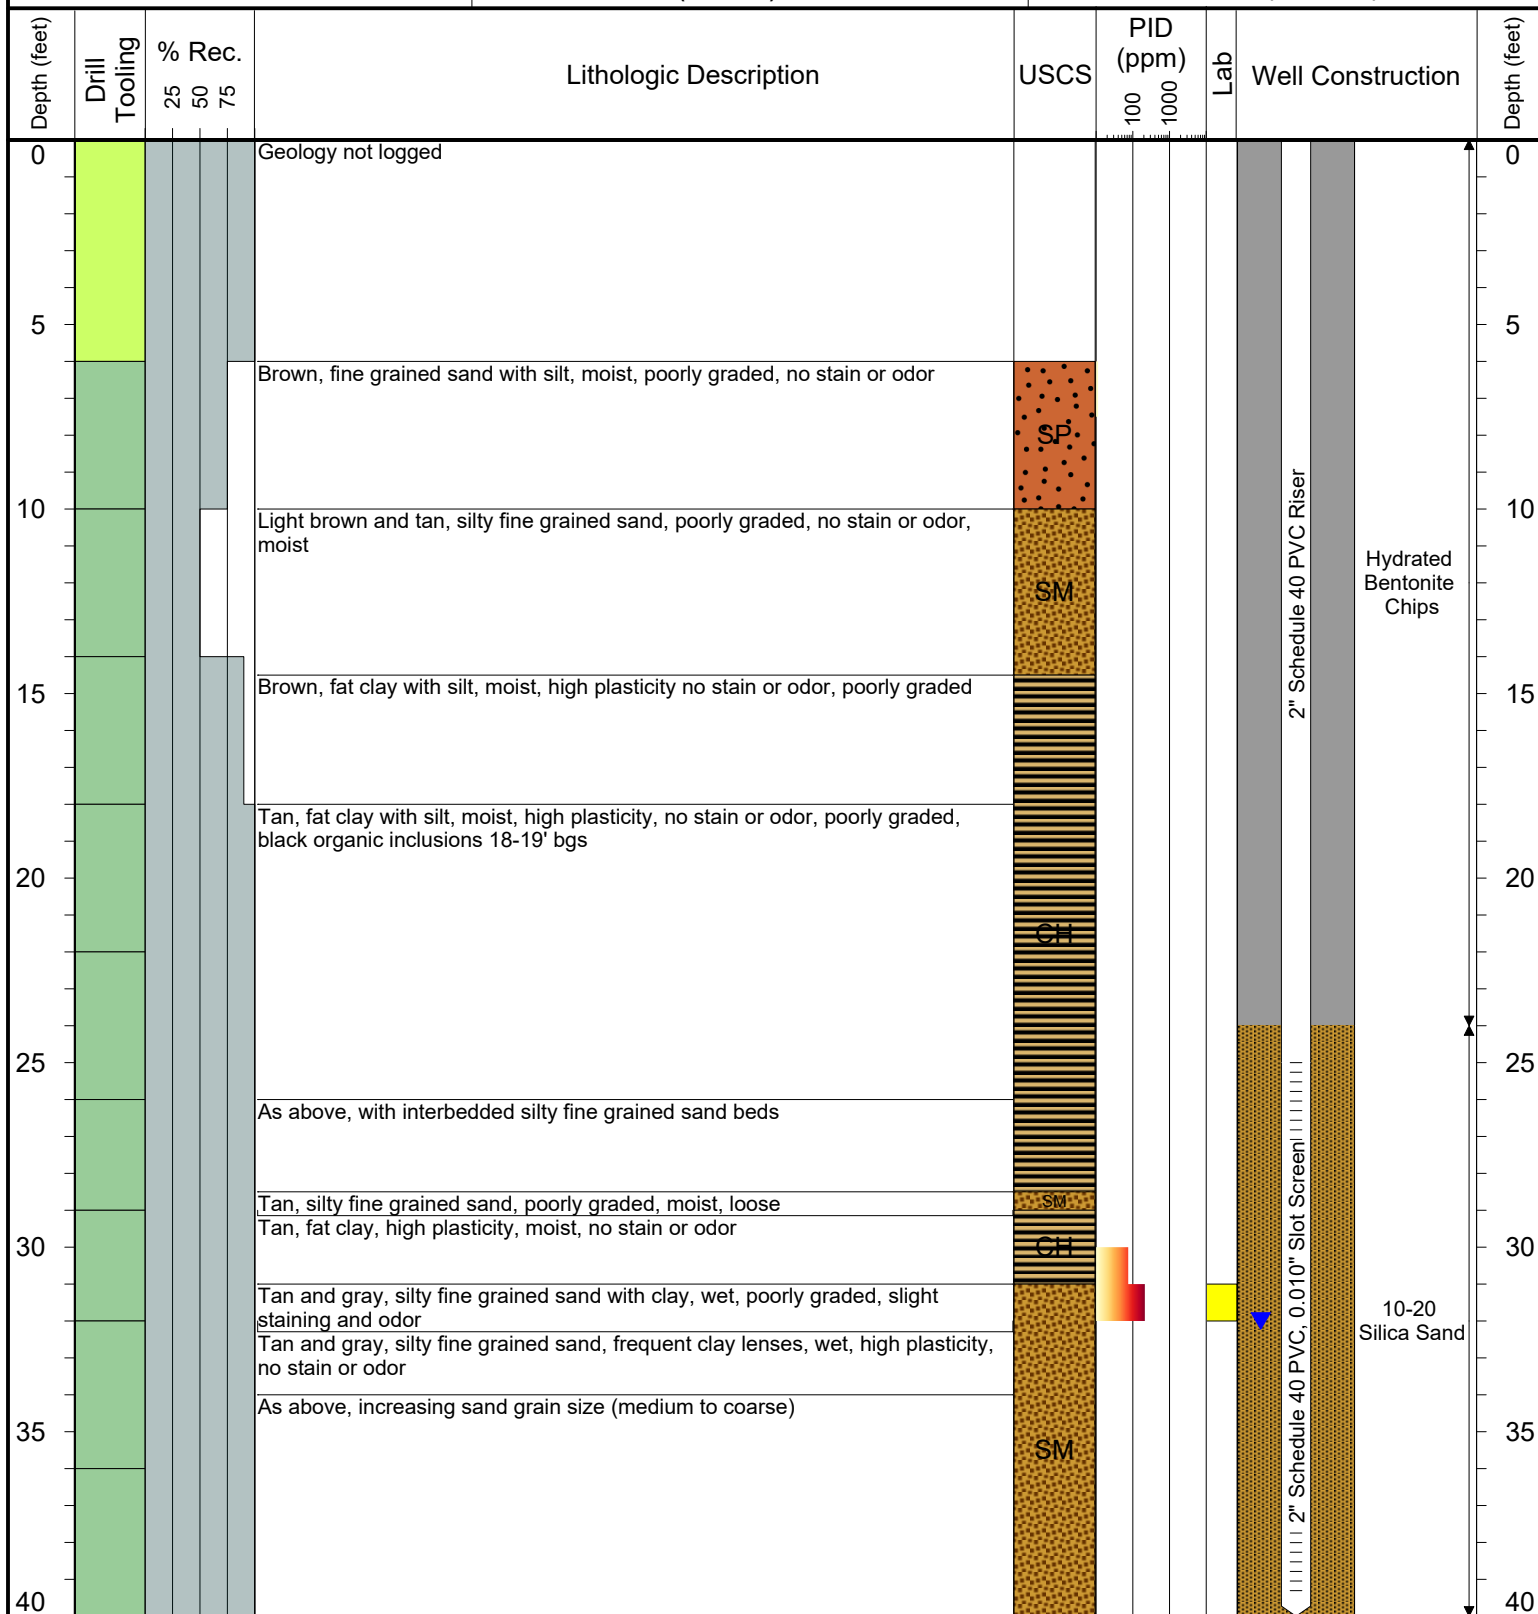 Depth (feet)
Drill
Tooling
% Rec.
25
50
75
Lithologic Description
USCS
PID
(ppm)
100
1000
Lab
Well Construction
Depth (feet)
0
Geology not logged
0
5
5
Brown, fine grained sand with silt, moist, poorly graded, no stain or odor
SP
10
10
Light brown and tan, silty fine grained sand, poorly graded, no stain or odor,
moist
SM
2" Schedule 40 PVC Riser
Hydrated
Bentonite
Chips
15
15
Brown, fat clay with silt, moist, high plasticity no stain or odor, poorly graded
Tan, fat clay with silt, moist, high plasticity, no stain or odor, poorly graded,
black organic inclusions 18-19' bgs
20
20
CH
25
25
As above, with interbedded silty fine grained sand beds
Tan, silty fine grained sand, poorly graded, moist, loose
SM
Tan, fat clay, high plasticity, moist, no stain or odor
30
CH
30
Tan and gray, silty fine grained sand with clay, wet, poorly graded, slight
staining and odor
Tan and gray, silty fine grained sand, frequent clay lenses, wet, high plasticity,
no stain or odor
2" Schedule 40 PVC, 0.010" Slot Screen
10-20
Silica Sand
As above, increasing sand grain size (medium to coarse)
35
SM
35
40
40